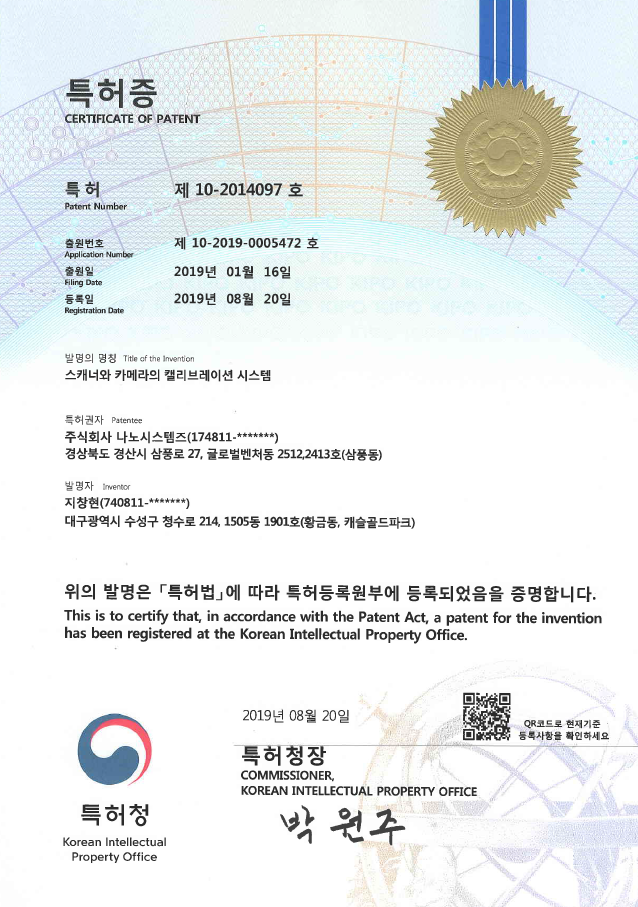 특허증
CERTIFICATE OF PATENT
특허 제 10-2014097 호
Patent Number
출원번호 제 10-2019-0005472 호
Application Number
출원일 2019년 01월 16일
Filing Date
등록일 2019년 08월 20일
Registration Date
발명의 명칭 Title of the Invention
스캐너와 카메라의 캘리브레이션 시스템
특허권자 Patentee
주식회사 나노시스템즈(174811-*******)
경상북도 경산시 삼풍로 27, 글로벌벤처동 2512,2413호(삼풍동)
발명자 Inventor
지창현(740811-*******)
대구광역시 수성구 청수로 214, 1505동 1901호(황금동, 캐슬골드파크)
위의 발명은 「특허법」에 따라 특허등록원부에 등록되었음을 증명합니다.
This is to certify that, in accordance with the Patent Act, a patent for the invention
has been registered at the Korean Intellectual Property Office.
2019년 08월 20일
QR코드로 현재기준
등록사항을 확인하세요
특허청장
COMMISSIONER,
KOREAN INTELLECTUAL PROPERTY OFFICE
박원주
특허청
Korean Intellectual
Property Office